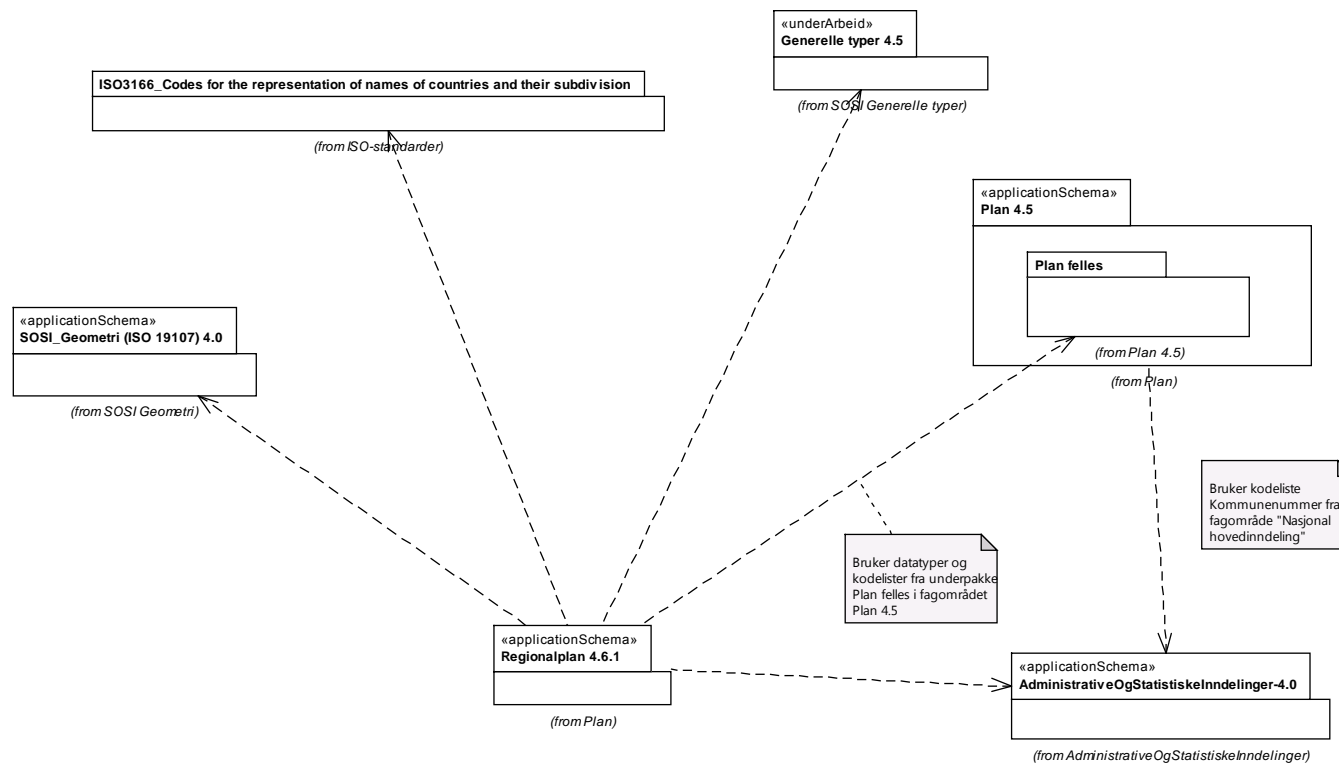 «underArbeid»
Generelle typer 4.5
(from SOSI Generelle typer)
ISO3166_Codes for the representation of names of countries and their subdivision
(from ISO-standarder)
«applicationSchema»
Plan 4.5
Plan felles
(from Plan 4.5)
(from Plan)
«applicationSchema»
SOSI_Geometri (ISO 19107) 4.0
(from SOSI Geometri)
Bruker kodeliste
Kommunenummer fra
fagområde "Nasjonal
hovedinndeling"
Bruker datatyper og
kodelister fra underpakke
Plan felles i fagområdet
Plan 4.5
«applicationSchema»
Regionalplan 4.6.1
(from Plan)
«applicationSchema»
AdministrativeOgStatistiskeInndelinger-4.0
(from AdministrativeOgStatistiskeInndelinger)